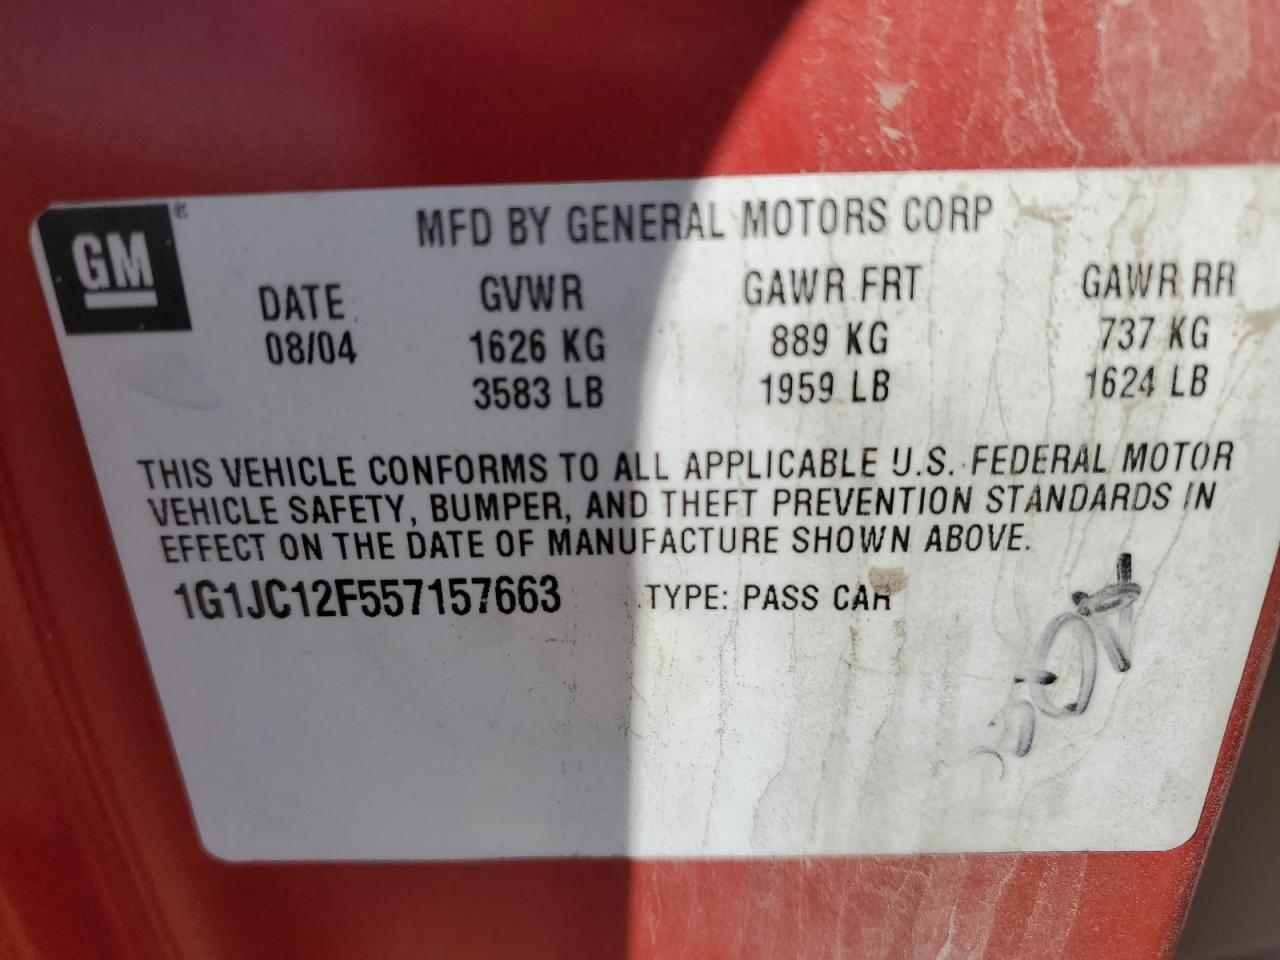 GM®
MFD BY GENERAL MOTORS CORP
DATE GVWR GAWR FRT GAWR RR
08/04 1626 KG 889 KG 737 KG
3583 LB 1959 LB 1624 LB
THIS VEHICLE CONFORMS TO ALL APPLICABLE U.S. FEDERAL MOTOR
VEHICLE SAFETY, BUMPER, AND THEFT PREVENTION STANDARDS IN
EFFECT ON THE DATE OF MANUFACTURE SHOWN ABOVE.
1G1JC12F557157663 TYPE: PASS CAR